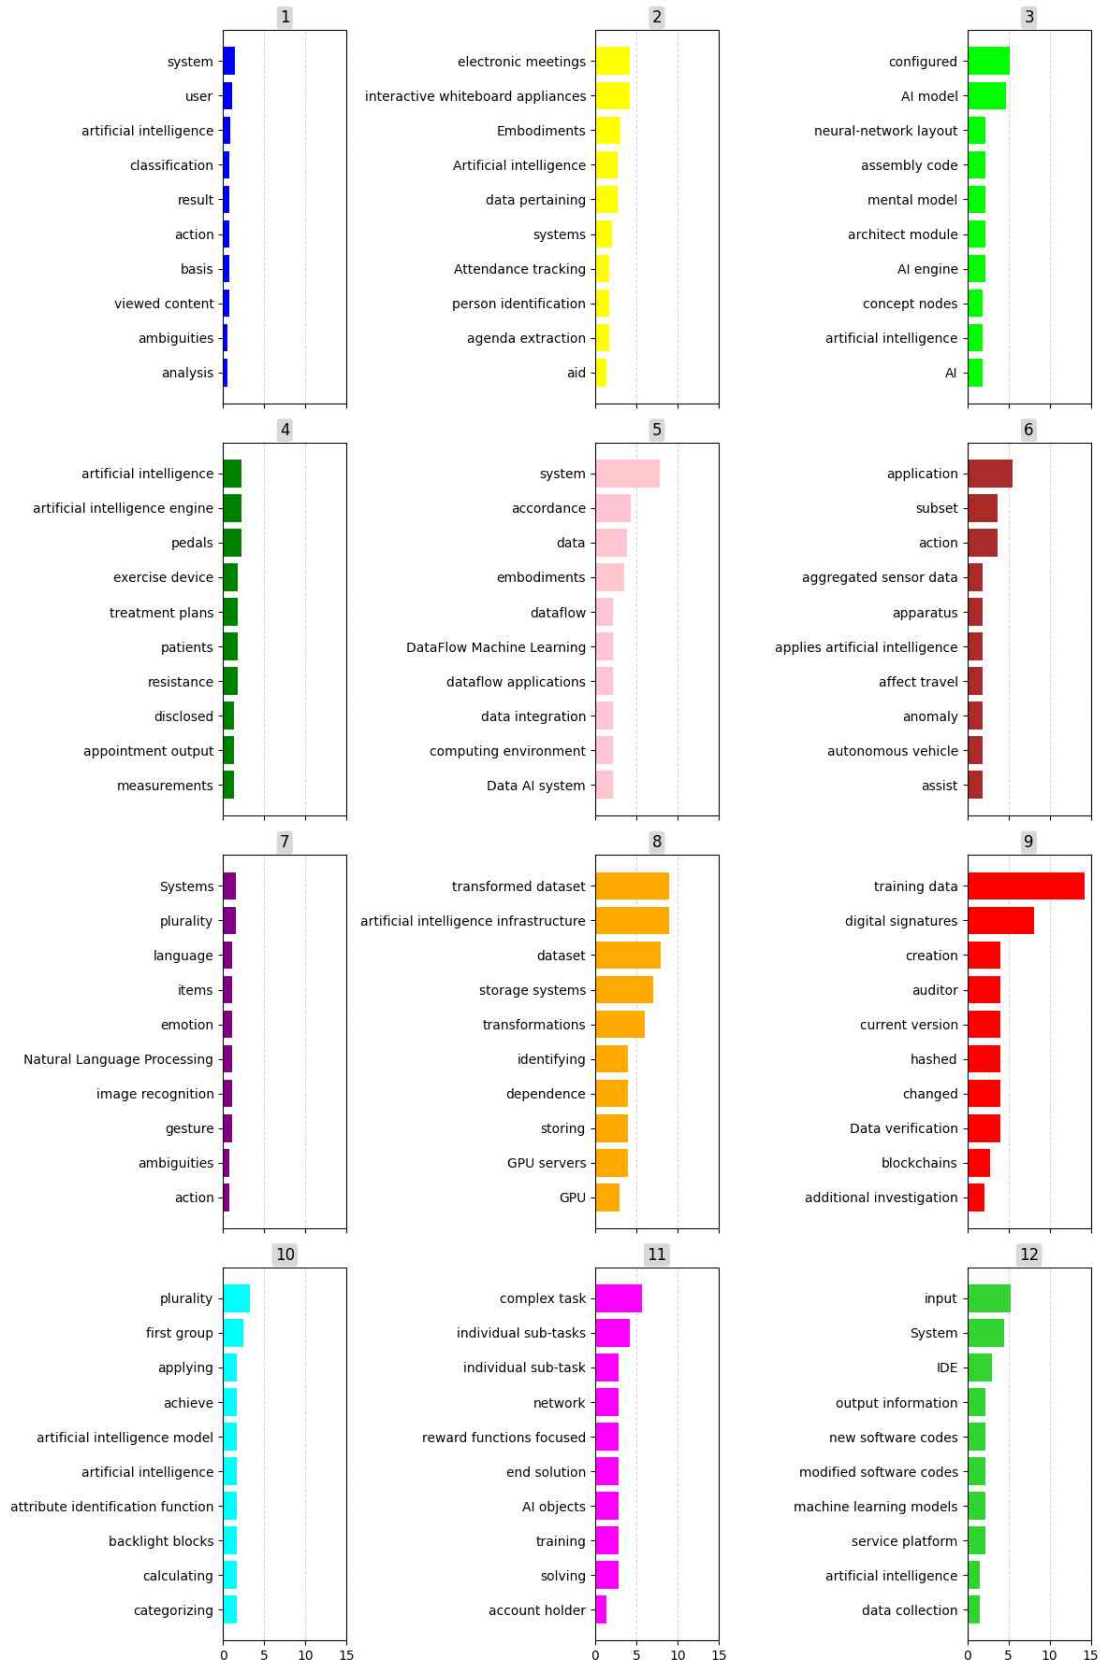 1
system
user
artificial intelligence
classification
result
action
basis
viewed content
ambiguities
analysis
2
electronic meetings
interactive whiteboard appliances
Embodiments
Artificial intelligence
data pertaining
systems
Attendance tracking
person identification
agenda extraction
aid
3
configured
AI model
neural-network layout
assembly code
mental model
architect module
AI engine
concept nodes
artificial intelligence
AI
4
artificial intelligence
artificial intelligence engine
pedals
exercise device
treatment plans
patients
resistance
disclosed
appointment output
measurements
5
system
accordance
data
embodiments
dataflow
DataFlow Machine Learning
dataflow applications
data integration
computing environment
Data AI system
6
application
subset
action
aggregated sensor data
apparatus
applies artificial intelligence
affect travel
anomaly
autonomous vehicle
assist
7
Systems
plurality
language
items
emotion
Natural Language Processing
image recognition
gesture
ambiguities
action
8
transformed dataset
artificial intelligence infrastructure
dataset
storage systems
transformations
identifying
dependence
storing
GPU servers
GPU
9
training data
digital signatures
creation
auditor
current version
hashed
changed
Data verification
blockchains
additional investigation
10
plurality
first group
applying
achieve
artificial intelligence model
artificial intelligence
attribute identification function
backlight blocks
calculating
categorizing
0 5 10 15
11
complex task
individual sub-tasks
individual sub-task
network
reward functions focused
end solution
AI objects
training
solving
account holder
0 5 10 15
12
input
System
IDE
output information
new software codes
modified software codes
machine learning models
service platform
artificial intelligence
data collection
0 5 10 15